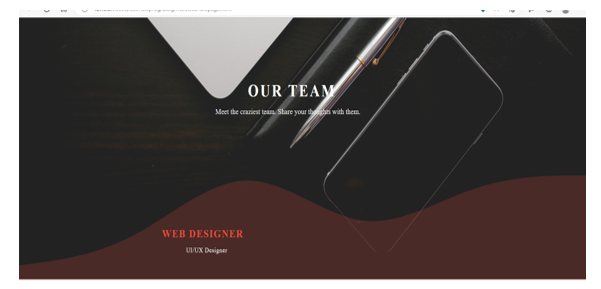 OUR TEAM
Meet the craziest team. Share your thoughts with them.
WEB DESIGNER
UI/UX Designer